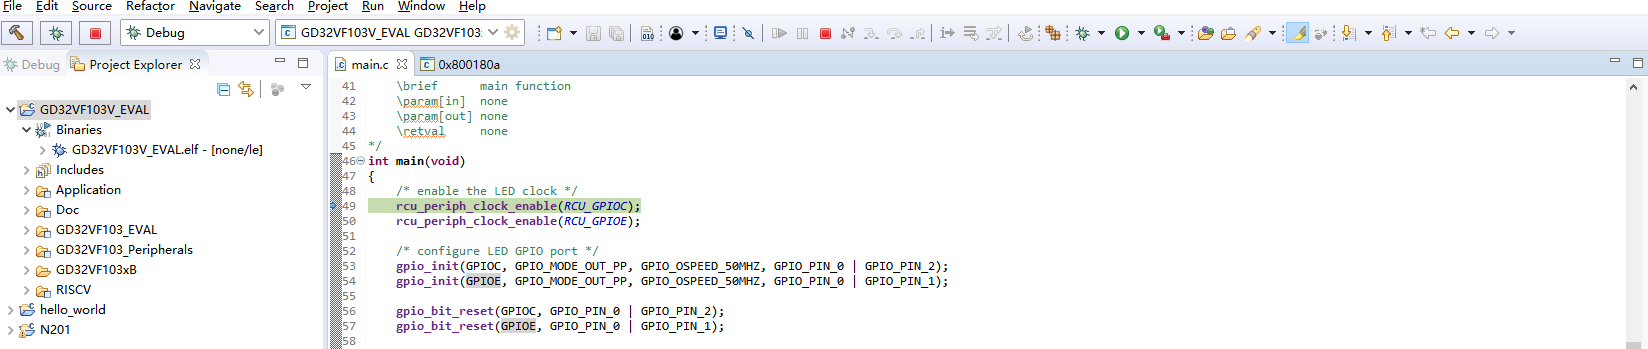 File Edit Source Refactor Navigate Search Project Run Window Help
Debug GD32VF103V_EVAL GD32VF103:
Debug Project Explorer
GD32VF103V_EVAL
Binaries
GD32VF103V_EVAL.elf - [none/le]
Includes
Application
Doc
GD32VF103_EVAL
GD32VF103_Peripherals
GD32VF103xB
RISCV
hello_world
N201
main.c 0x800180a
41 \brief main function
42 \param[in] none
43 \param[out] none
44 \retval none
45 */
46 int main(void)
47 {
48 /* enable the LED clock */
49 rcu_periph_clock_enable(RCU_GPIOC);
50 rcu_periph_clock_enable(RCU_GPIOE);
51
52 /* configure LED GPIO port */
53 gpio_init(GPIOC, GPIO_MODE_OUT_PP, GPIO_OSPEED_50MHZ, GPIO_PIN_0 | GPIO_PIN_2);
54 gpio_init(GPIOE, GPIO_MODE_OUT_PP, GPIO_OSPEED_50MHZ, GPIO_PIN_0 | GPIO_PIN_1);
55
56 gpio_bit_reset(GPIOC, GPIO_PIN_0 | GPIO_PIN_2);
57 gpio_bit_reset(GPIOE, GPIO_PIN_0 | GPIO_PIN_1);
58